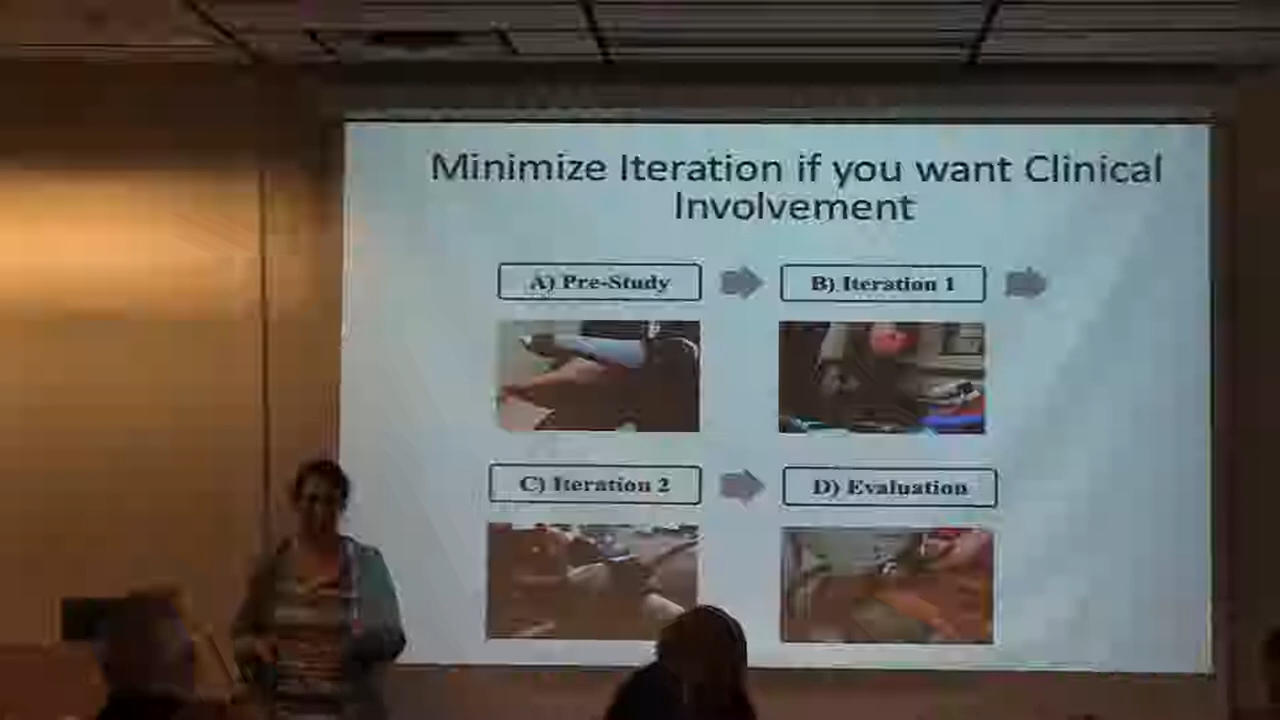 Minimize Iteration if you want Clinical
Involvement
A) Pre-Study
B) Iteration 1
C) Iteration 2
D) Evaluation